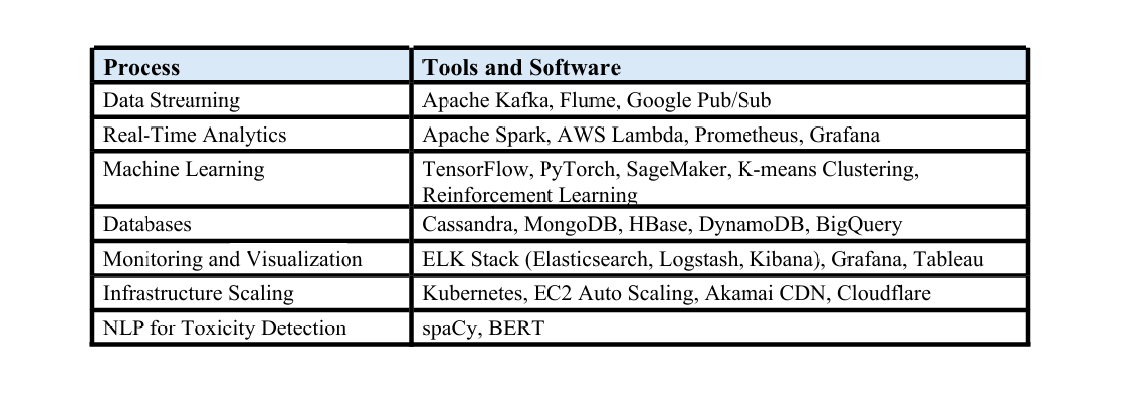 Process Tools and Software
Data Streaming Apache Kafka, Flume, Google Pub/Sub
Real-Time Analytics Apache Spark, AWS Lambda, Prometheus, Grafana
Machine Learning TensorFlow, PyTorch, SageMaker, K-means Clustering,
Reinforcement Learning
Databases Cassandra, MongoDB, HBase, DynamoDB, BigQuery
Monitoring and Visualization ELK Stack (Elasticsearch, Logstash, Kibana), Grafana, Tableau
Infrastructure Scaling Kubernetes, EC2 Auto Scaling, Akamai CDN, Cloudflare
NLP for Toxicity Detection spaCy, BERT